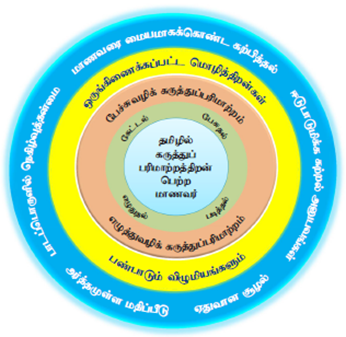 மாணவரை மையமாகக்கொண்ட கற்பித்தல்
ஈடுபாடுமிக்க கற்றல் அனுபவங்கள்
ஏதுவான சூழல்
அர்த்தமுள்ள மதிப்பீடு
பாடப்பொருளில் நெகிழ்வுத்தன்மை
ஒருங்கிணைக்கப்பட்ட மொழித்திறன்கள்
பண்பாடும் விழுமியங்களும்
பேச்சுவழிக் கருத்துப்பரிமாற்றம்
எழுத்துவழிக் கருத்துப்பரிமாற்றம்
கேட்டல்
பேசுதல்
படித்தல்
எழுதுதல்
தமிழில்
கருத்துப்
பரிமாற்றத்திறன்
பெற்ற
மாணவர்